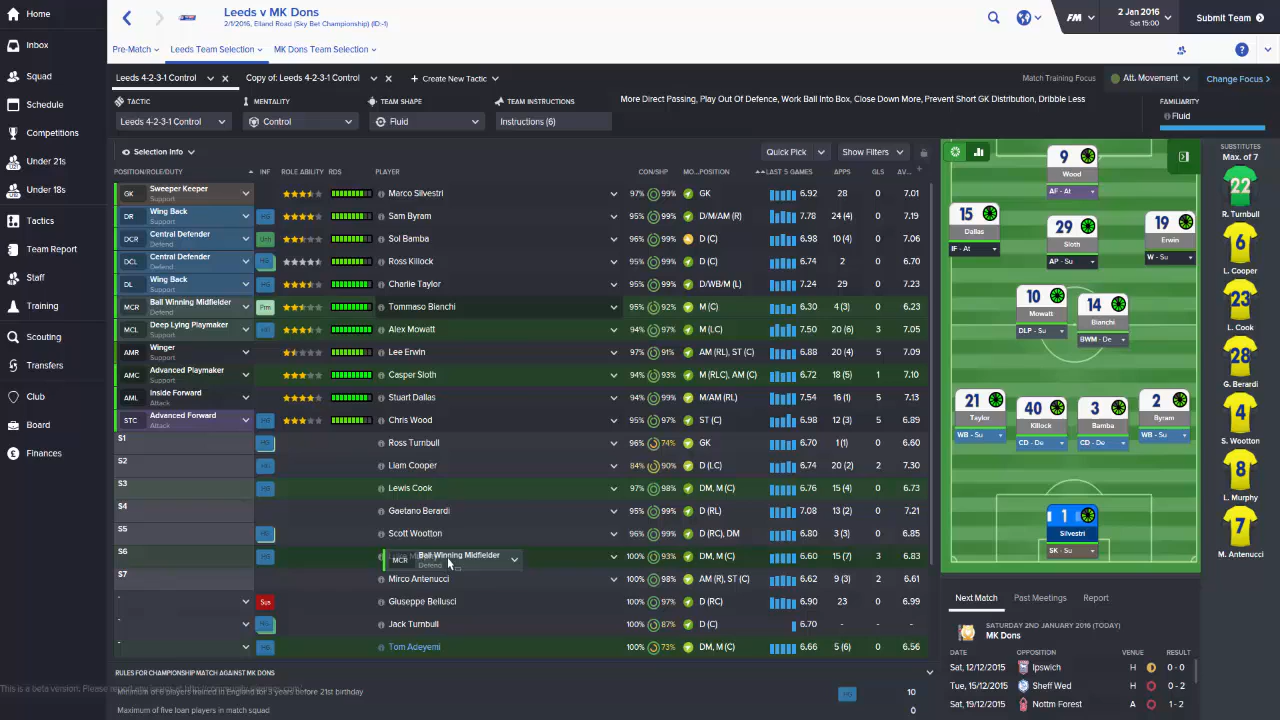 Home
Inbox
Squad
Schedule
Competitions
Under 21s
Under 18s
Tactics
Team Report
Staff
Training
Scouting
Transfers
Club
Board
Finances
Leeds v MK Dons
2/1/2016, Elland Road (Sky Bet Championship) (ID:-1)
FM
2 Jan 2016
Sat 15:00
Submit Team
Pre-Match
Leeds Team Selection
MK Dons Team Selection
?
Leeds 4-2-3-1 Control
Copy of: Leeds 4-2-3-1 Control
Create New Tactic
Match Training Focus
Att. Movement
Change Focus
TACTIC
Leeds 4-2-3-1 Control
MENTALITY
Control
TEAM SHAPE
Fluid
TEAM INSTRUCTIONS
Instructions (6)
More Direct Passing, Play Out Of Defence, Work Ball Into Box, Close Down More, Prevent Short GK Distribution, Dribble Less
FAMILIARITY
Fluid
Selection Info
Quick Pick
Show Filters
POSITION/ROLE/DUTY INF ROLE ABILITY RDS PLAYER CON/SHP MO... POSITION LAST 5 GAMES APPS GLS AV...
GK Sweeper Keeper Support Marco Silvestri 97% 99% GK 6.92 28 0 7.01
DR Wing Back Support HG Sam Byram 96% 99% D/M/AM (R) 7.78 24 (4) 0 7.19
DCR Central Defender Defend Sol Bamba 96% 99% D (C) 6.98 10 (4) 0 7.06
DCL Central Defender Defend HG Ross Killock 95% 99% D (C) 6.74 2 0 6.70
DL Wing Back Support HG Charlie Taylor 95% 99% D/WB/M (L) 7.24 29 0 7.23
MCR Ball Winning Midfielder Defend Prm Tommaso Bianchi 95% 92% M (C) 6.30 4 (3) 0 6.23
MCL Deep Lying Playmaker Support HG Alex Mowatt 94% 97% M (LC) 7.50 20 (6) 3 7.05
AMR Winger Support Lee Erwin 97% 91% AM (RL), ST (C) 6.88 20 (4) 5 7.09
AMC Advanced Playmaker Support Casper Sloth 94% 93% M (RLC), AM (C) 6.72 18 (5) 1 7.10
AML Inside Forward Attack Stuart Dallas 94% 99% M/AM (RL) 7.54 16 (1) 1 7.13
STC Advanced Forward Attack HG Chris Wood 95% 97% ST (C) 6.98 12 (3) 5 6.89
S1 HG Ross Turnbull 96% 74% GK 6.70 1 (1) 0 6.60
S2 HG Liam Cooper 84% 90% D (LC) 6.74 20 (2) 2 7.30
S3 HG Lewis Cook 97% 98% DM, M (C) 6.76 15 (4) 0 6.73
S4 Gaetano Berardi 95% 99% D (RL) 7.08 13 (2) 0 7.21
S5 HG Scott Wootton 96% 93% D (RC), DM 6.80 3 (3) 0 6.85
S6 HG MCR Ball Winning Midfielder Defend 100% 93% DM, M (C) 6.60 15 (7) 3 6.83
S7 Mirco Antenucci 100% 98% AM (R), ST (C) 6.62 9 (3) 2 6.61
- Sus Giuseppe Bellusci 100% 97% D (RC) 6.90 23 0 6.99
- HG Jack Turnbull 100% 87% D (C) 6.70 - - -
- HG Tom Adeyemi 100% 73% DM, M (C) 6.66 5 (6) 0 6.56
RULES FOR CHAMPIONSHIP MATCH AGAINST MK DONS
HG 10
Maximum of five loan players in match squad 0
9
Wood
AF - At
15
Dallas
IF - At
29
Sloth
AP - Su
19
Erwin
W - Su
10
Mowatt
DLP - Su
14
Bianchi
BWM - De
21
Taylor
WB - Su
40
Killock
CD - De
3
Bamba
CD - De
2
Byram
WB - Su
1
Silvestri
SK - Su
SUBSTITUTES
Max. of 7
22
R. Turnbull
6
L. Cooper
23
L. Cook
28
G. Berardi
4
S. Wootton
8
L. Murphy
7
M. Antenucci
Next Match
Past Meetings
Report
SATURDAY 2ND JANUARY 2016 (TODAY)
MK Dons
DATE OPPOSITION VENUE RESULT
Sat, 12/12/2015 Ipswich H 0 - 0
Tue, 15/12/2015 Sheff Wed H 0 - 2
Sat, 19/12/2015 Nottm Forest A 1 - 2